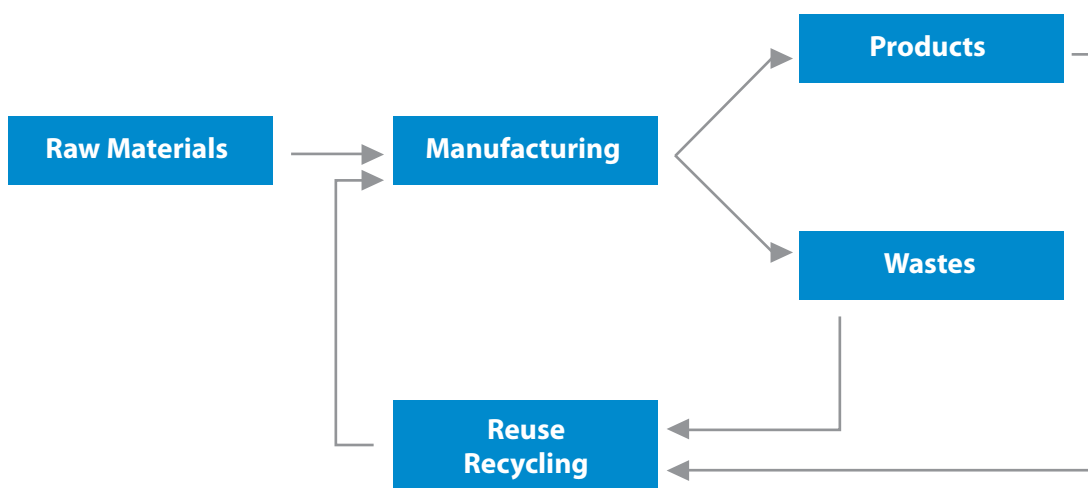 Products
Raw Materials
Manufacturing
Wastes
Reuse
Recycling